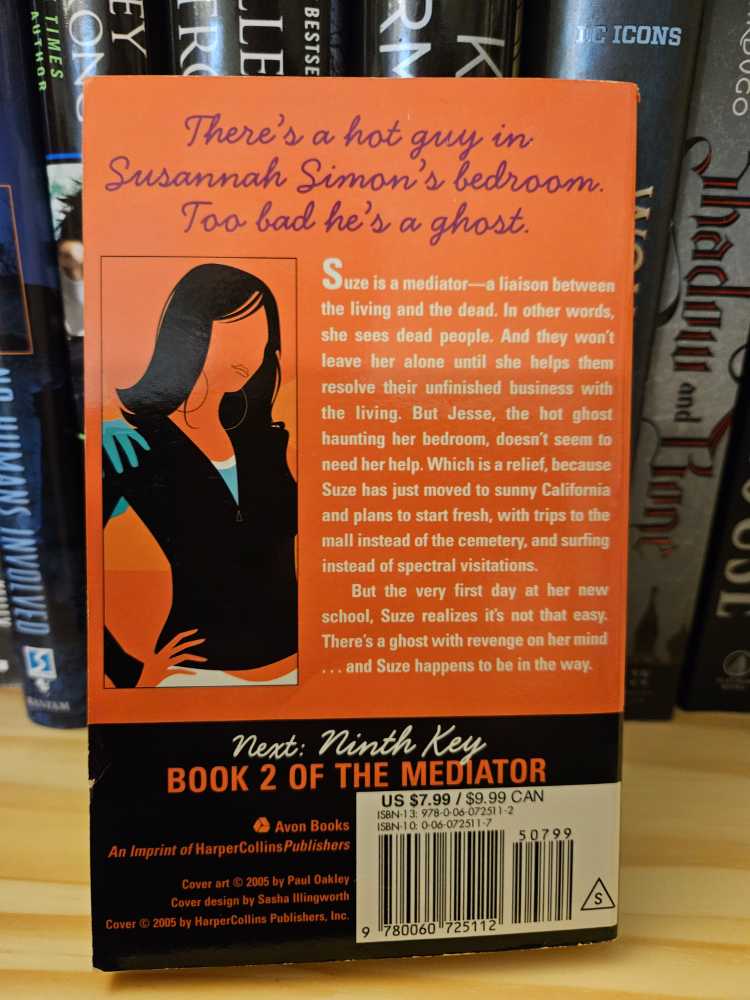 TIMES
AUTHOR
BESTSE
DC ICONS
There's a hot guy in
Susannah Simon's bedroom.
Too bad he's a ghost.
Suze is a mediator—a liaison between
the living and the dead. In other words,
she sees dead people. And they won't
leave her alone until she helps them
resolve their unfinished business with
the living. But Jesse, the hot ghost
haunting her bedroom, doesn't seem to
need her help. Which is a relief, because
Suze has just moved to sunny California
and plans to start fresh, with trips to the
mall instead of the cemetery, and surfing
instead of spectral visitations.
But the very first day at her new
school, Suze realizes it's not that easy.
There's a ghost with revenge on her mind
. . . and Suze happens to be in the way.
Next: Ninth Key
BOOK 2 OF THE MEDIATOR
Avon Books
An Imprint of HarperCollinsPublishers
Cover art © 2005 by Paul Oakley
Cover design by Sasha Illingworth
Cover © 2005 by HarperCollins Publishers, Inc.
US $7.99 / $9.99 CAN
ISBN-13: 978-0-06-072511-2
ISBN-10: 0-06-072511-7
50799
9 780060 725112
S
NO HUMANS INVOLVED
BANTAM
Shadow and Bone